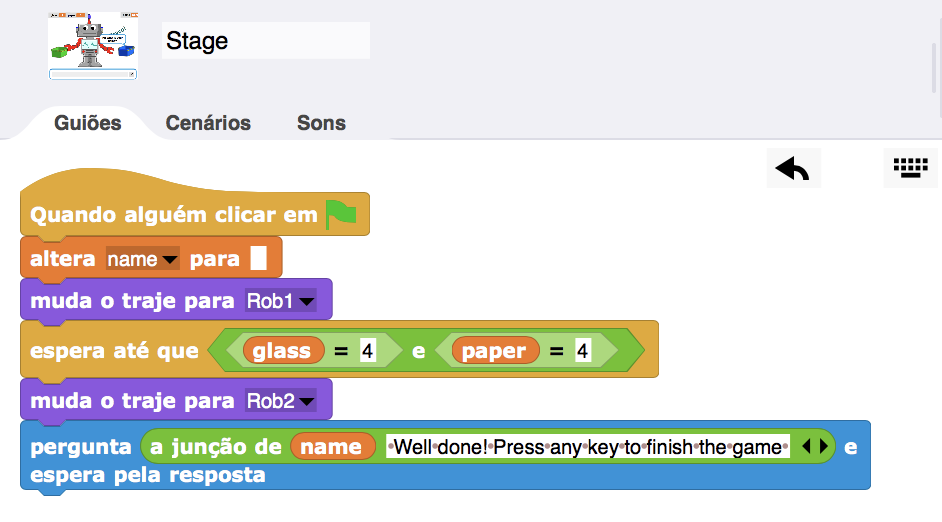 Stage
Guiões Cenários Sons
Quando alguém clicar em
altera name para
muda o traje para Rob1
espera até que glass = 4 e paper = 4
muda o traje para Rob2
pergunta a junção de name Well done! Press any key to finish the game e
espera pela resposta